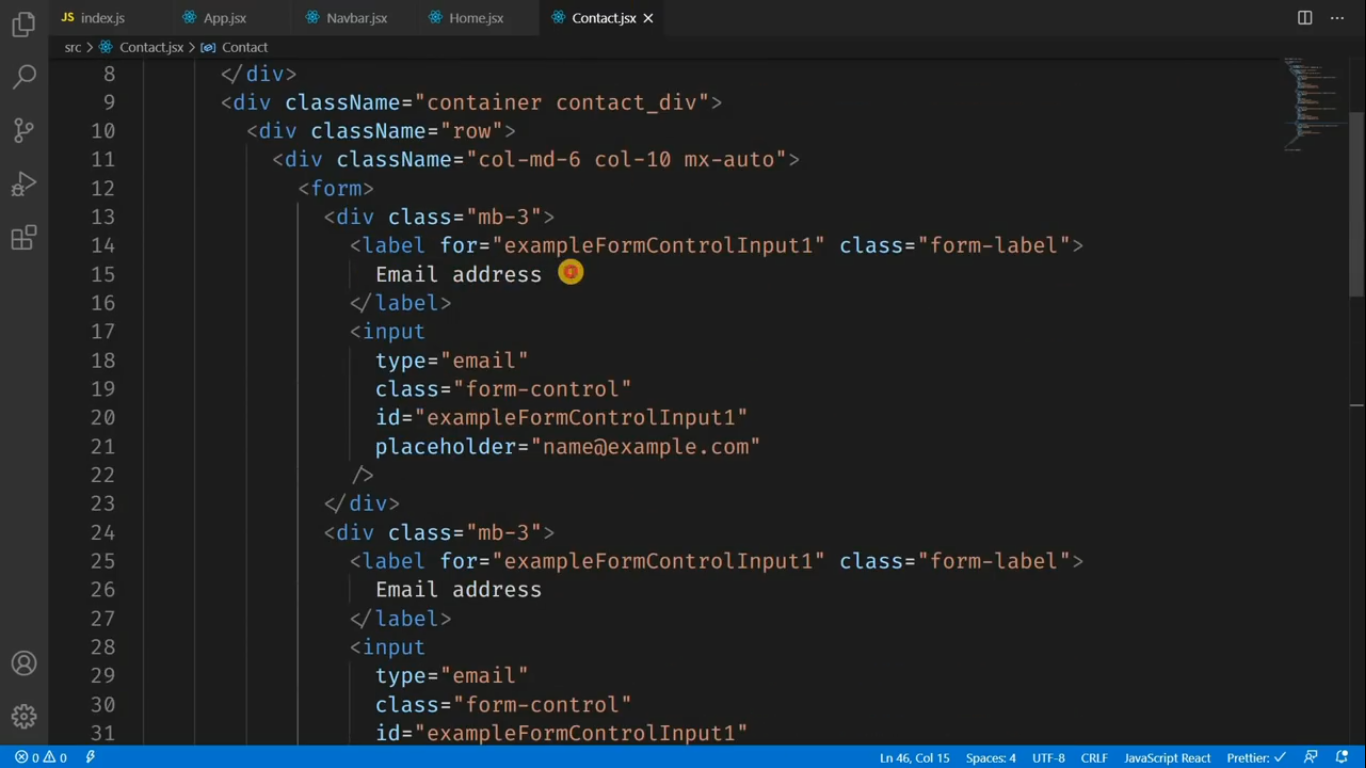 JS index.js App.jsx Navbar.jsx Home.jsx Contact.jsx
src > Contact.jsx > Contact
8 </div>
9 <div className="container contact_div">
10 <div className="row">
11 <div className="col-md-6 col-10 mx-auto">
12 <form>
13 <div class="mb-3">
14 <label for="exampleFormControlInput1" class="form-label">
15 Email address
16 </label>
17 <input
18 type="email"
19 class="form-control"
20 id="exampleFormControlInput1"
21 placeholder="name@example.com"
22 />
23 </div>
24 <div class="mb-3">
25 <label for="exampleFormControlInput1" class="form-label">
26 Email address
27 </label>
28 <input
29 type="email"
30 class="form-control"
31 id="exampleFormControlInput1"
0 0 Ln 46, Col 15 Spaces: 4 UTF-8 CRLF JavaScript React Prettier: ✓